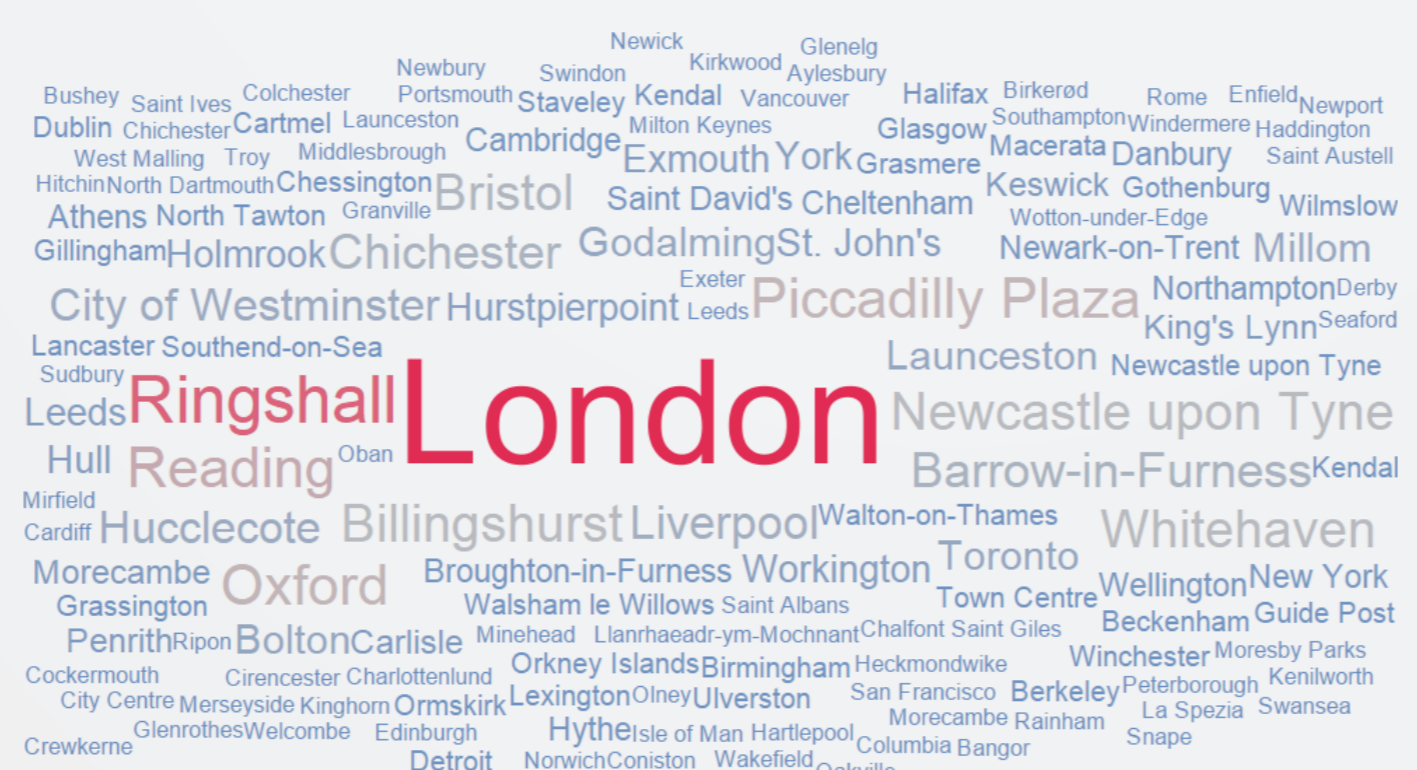 Newick
Glenelg
Newbury Swindon Kirkwood Aylesbury
Bushey Saint Ives Colchester Portsmouth Staveley Kendal Vancouver Halifax Birkerød Rome Enfield Newport
Dublin Chichester Cartmel Launceston Cambridge Milton Keynes Glasgow Southampton Windermere Haddington
West Malling Troy Middlesbrough Exmouth York Grasmere Macerata Danbury Saint Austell
Hitchin North Dartmouth Chessington Bristol Saint David's Cheltenham Keswick Gothenburg Wilmslow
Athens North Tawton Granville Wotton-under-Edge
Gillingham Holmrook Chichester Godalming St. John's Newark-on-Trent Millom
City of Westminster Hurstpierpoint Exeter Leeds Piccadilly Plaza Northampton Derby
King's Lynn Seaford
Lancaster Southend-on-Sea Launceston Newcastle upon Tyne
Sudbury Ringshall London Newcastle upon Tyne
Leeds
Hull Reading Oban Barrow-in-Furness Kendal
Mirfield
Cardiff Hucclecote Billingshurst Liverpool Walton-on-Thames Whitehaven
Morecambe Oxford Broughton-in-Furness Workington Toronto Wellington New York
Grassington Walsham le Willows Saint Albans Town Centre Beckenham Guide Post
Penrith Ripon Bolton Carlisle Minehead Llanrhaeadr-ym-Mochnant Chalfont Saint Giles
Cockermouth Cirencester Charlottenlund Orkney Islands Birmingham Heckmondwike Winchester Moresby Parks Kenilworth
City Centre Merseyside Kinghorn Ormskirk Lexington Olney Ulverston San Francisco Berkeley Peterborough La Spezia Swansea
Glenrothes Welcombe Edinburgh Hythe Isle of Man Hartlepool Morecambe Rainham Snape
Crewkerne Detroit Norwich Coniston Wakefield Columbia Bangor
Oakville